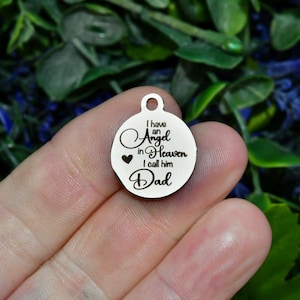 I have
an
Angel
in Heaven
I call him
Dad